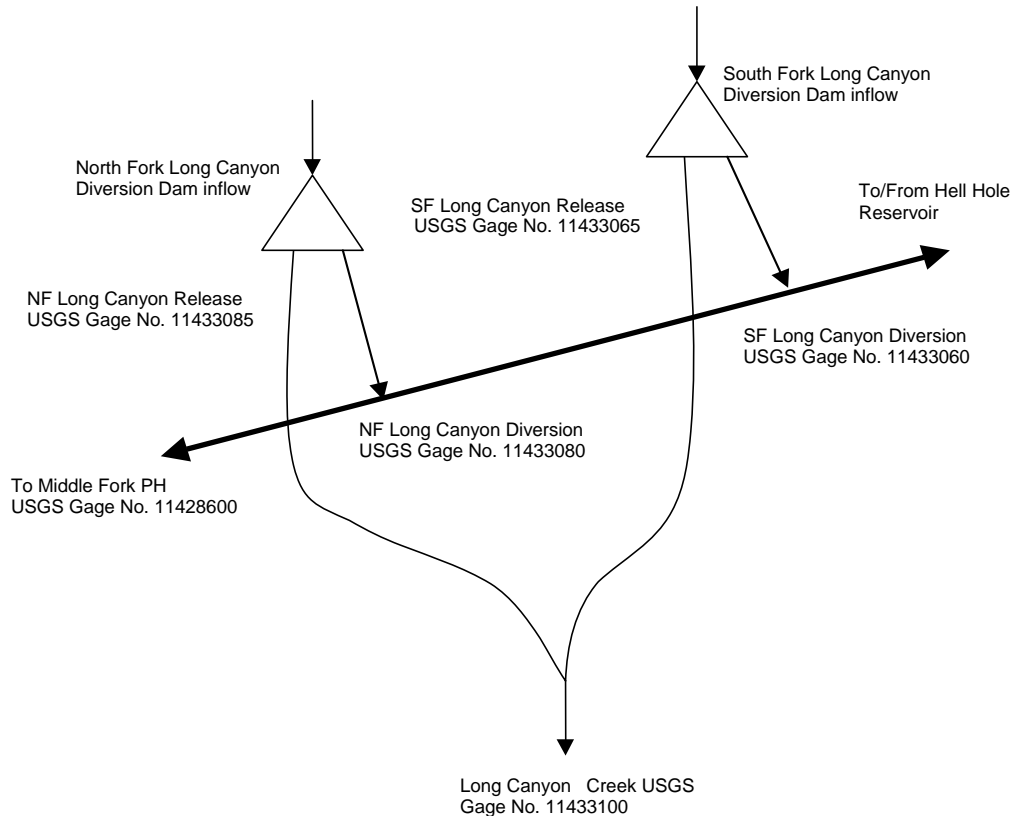 South Fork Long Canyon
Diversion Dam inflow
North Fork Long Canyon
Diversion Dam inflow
To/From Hell Hole
Reservoir
SF Long Canyon Release
USGS Gage No. 11433065
NF Long Canyon Release
USGS Gage No. 11433085
SF Long Canyon Diversion
USGS Gage No. 11433060
NF Long Canyon Diversion
USGS Gage No. 11433080
To Middle Fork PH
USGS Gage No. 11428600
Long Canyon   Creek USGS
Gage No. 11433100